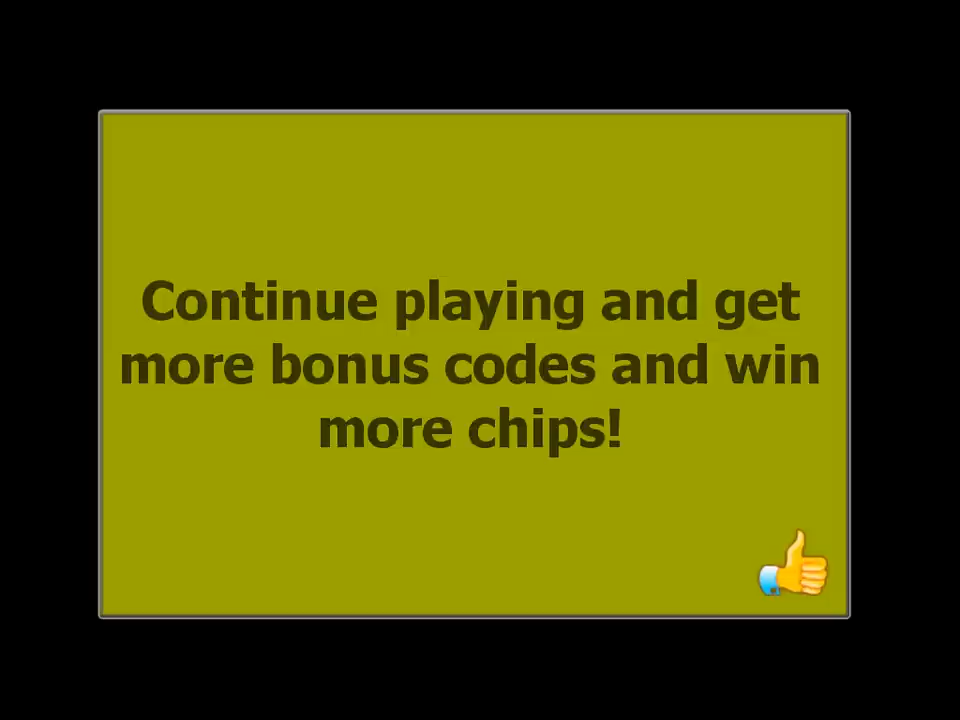 Continue playing and get
more bonus codes and win
more chips!